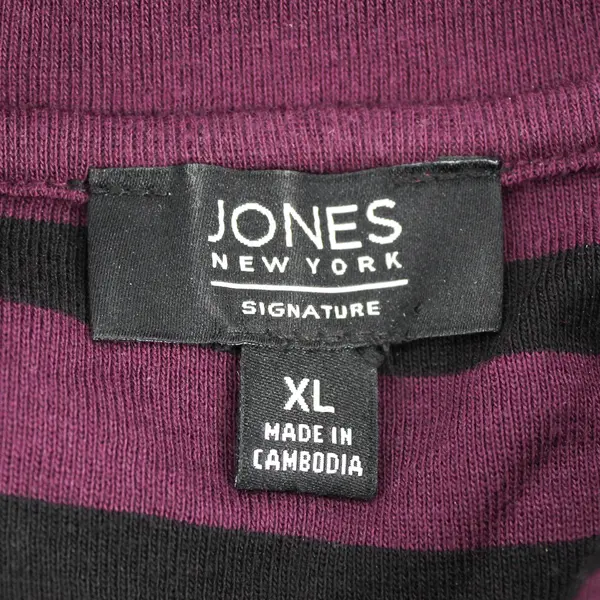 JONES
NEW YORK
SIGNATURE
XL
MADE IN
CAMBODIA